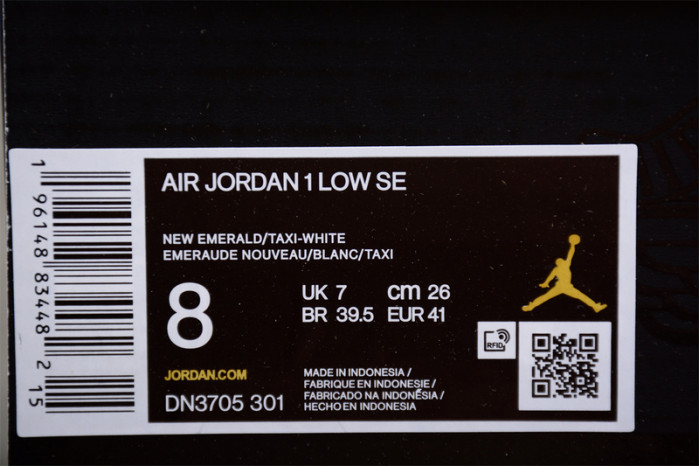 AIR JORDAN 1 LOW SE
NEW EMERALD/TAXI-WHITE
EMERAUDE NOUVEAU/BLANC/TAXI
8
UK 7 cm 26
BR 39.5 EUR 41
RFID
JORDAN.COM
DN3705 301
MADE IN INDONESIA /
FABRIQUE EN INDONESIE /
FABRICADO NA INDONÉSIA /
HECHO EN INDONESIA
1 96148 83448 2 15